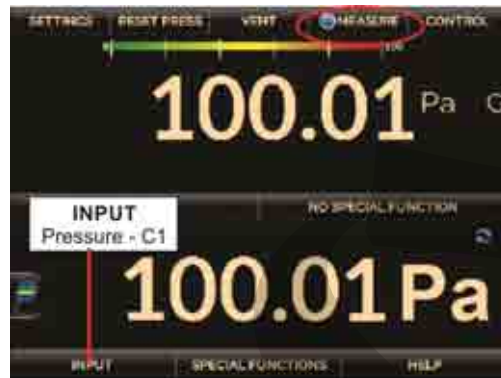 SETTINGS RESET PRESS VENT MEASURE CONTROL
100
100.01 Pa
NO SPECIAL FUNCTION
INPUT
Pressure - C1
100.01 Pa
INPUT SPECIAL FUNCTIONS HELP